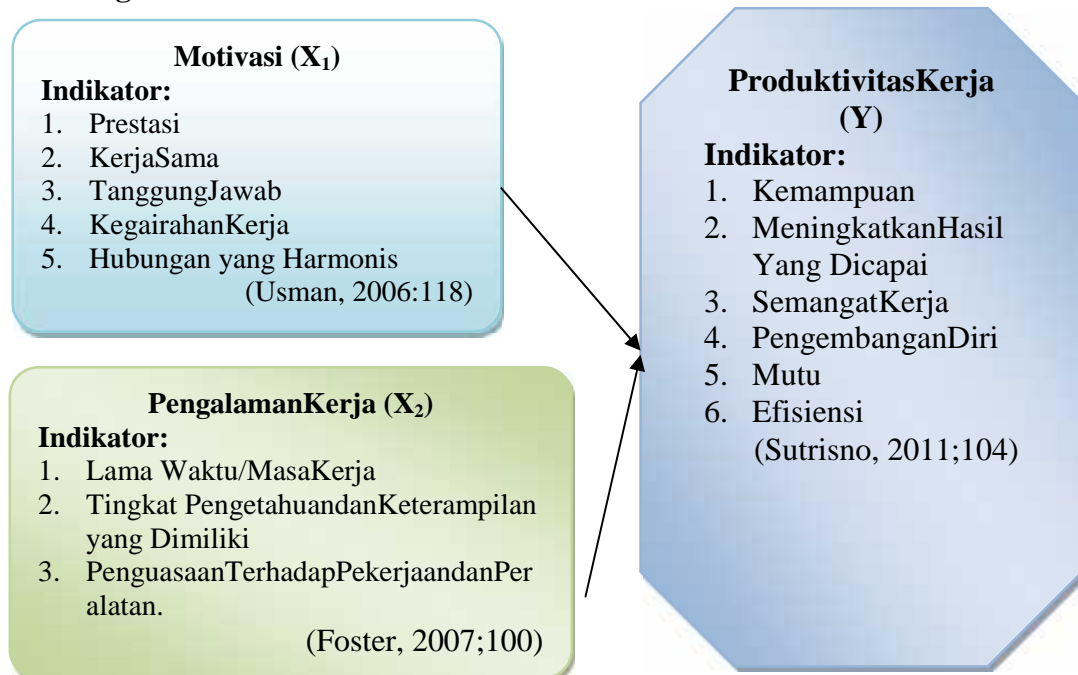 Motivasi (X₁)
Indikator:
1. Prestasi
2. KerjaSama
3. TanggungJawab
4. KegairahanKerja
5. Hubungan yang Harmonis
(Usman, 2006:118)
PengalamanKerja (X₂)
Indikator:
1. Lama Waktu/MasaKerja
2. Tingkat PengetahuandanKeterampilan
yang Dimiliki
3. PenguasaanTerhadapPekerjaandanPer
alatan.
(Foster, 2007;100)
ProduktivitasKerja
(Y)
Indikator:
1. Kemampuan
2. MeningkatkanHasil
Yang Dicapai
3. SemangatKerja
4. PengembanganDiri
5. Mutu
6. Efisiensi
(Sutrisno, 2011;104)